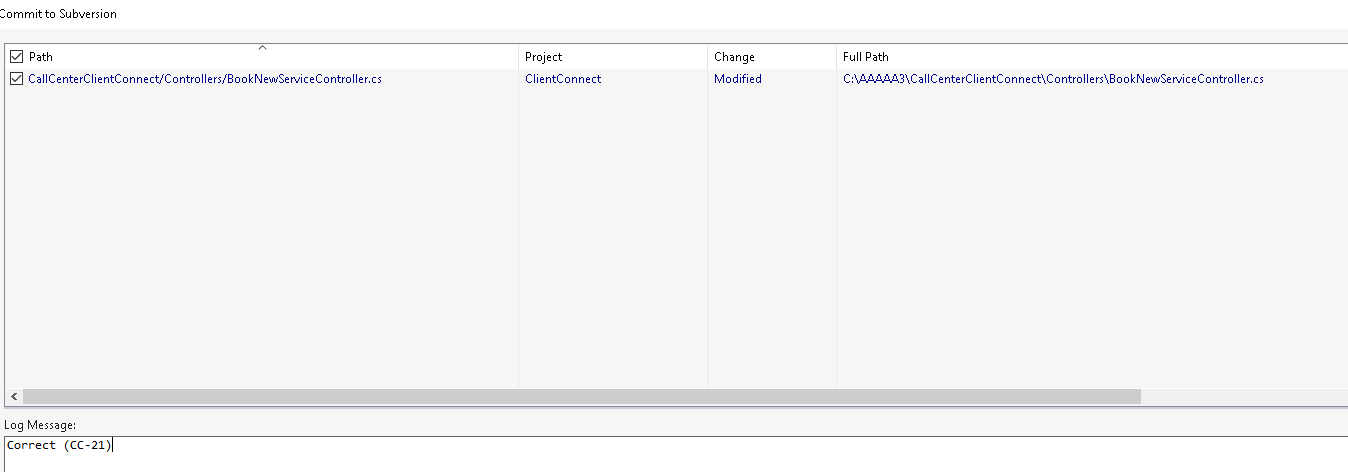 Commit to Subversion
Path Project Change Full Path
CallCenterClientConnect/Controllers/BookNewServiceController.cs ClientConnect Modified C:\AAAAA3\CallCenterClientConnect\Controllers\BookNewServiceController.cs
Log Message:
Correct (CC-21)